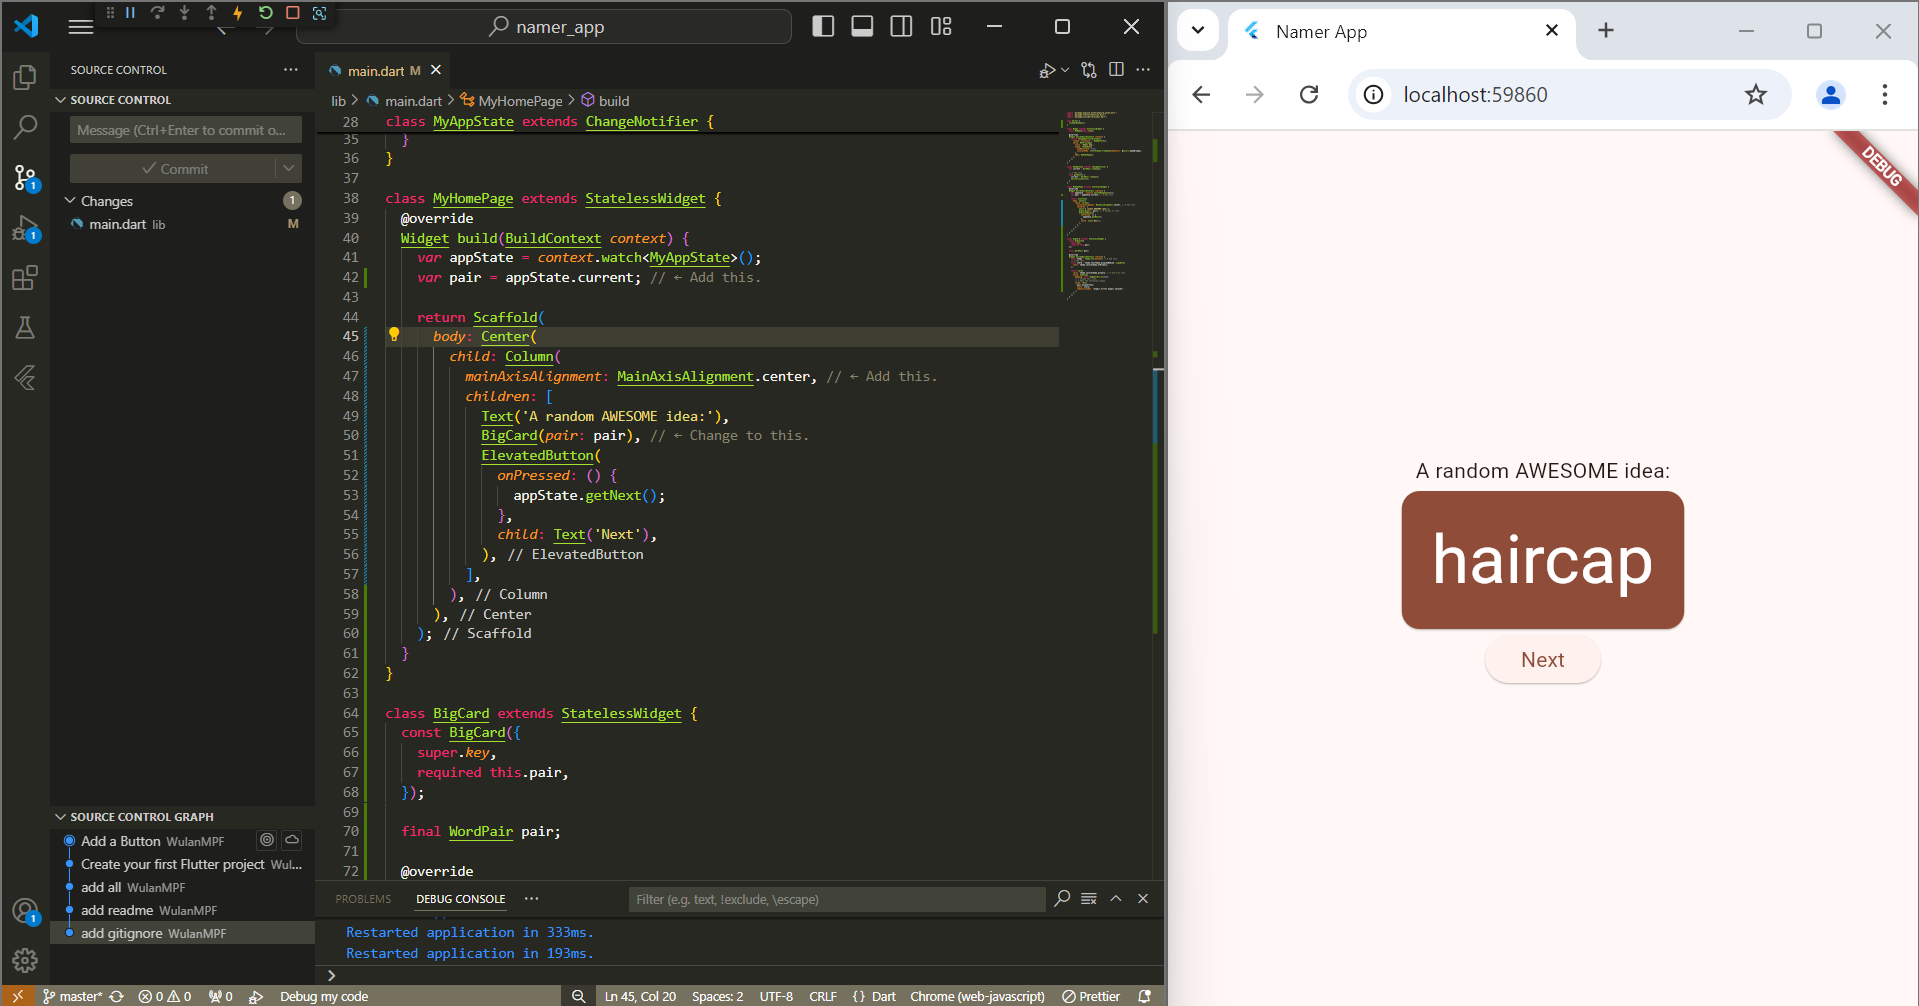 namer_app
SOURCE CONTROL
SOURCE CONTROL
Message (Ctrl+Enter to commit o...
Commit
Changes 1
main.dart lib M
SOURCE CONTROL GRAPH
Add a Button WulanMPF
Create your first Flutter project Wul...
add all WulanMPF
add readme WulanMPF
add gitignore WulanMPF
1
1
1
main.dart M
lib > main.dart > MyHomePage > build
28 class MyAppState extends ChangeNotifier {
35 }
36 }
37
38 class MyHomePage extends StatelessWidget {
39 @override
40 Widget build(BuildContext context) {
41 var appState = context.watch<MyAppState>();
42 var pair = appState.current; // ← Add this.
43
44 return Scaffold(
45 body: Center(
46 child: Column(
47 mainAxisAlignment: MainAxisAlignment.center, // ← Add this.
48 children: [
49 Text('A random AWESOME idea:'),
50 BigCard(pair: pair), // ← Change to this.
51 ElevatedButton(
52 onPressed: () {
53 appState.getNext();
54 },
55 child: Text('Next'),
56 ), // ElevatedButton
57 ],
58 ), // Column
59 ), // Center
60 ); // Scaffold
61 }
62 }
63
64 class BigCard extends StatelessWidget {
65 const BigCard({
66 super.key,
67 required this.pair,
68 });
69
70 final WordPair pair;
71
72 @override
PROBLEMS DEBUG CONSOLE ...
Filter (e.g. text, !exclude, \escape)
Restarted application in 333ms.
Restarted application in 193ms.
>
master* 0 0 0 Debug my code
Ln 45, Col 20 Spaces: 2 UTF-8 CRLF {} Dart Chrome (web-javascript) Prettier
Namer App
localhost:59860
DEBUG
A random AWESOME idea:
haircap
Next